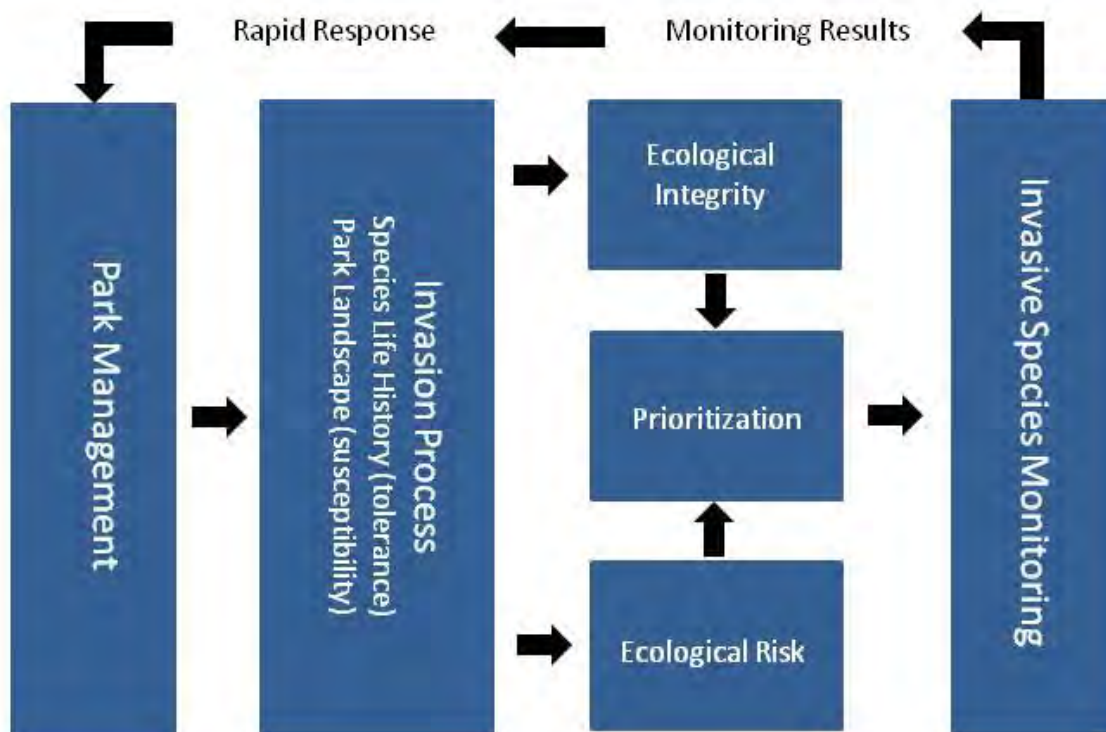 Rapid Response
Monitoring Results
Park Management
Invasion Process
Species Life History (tolerance)
Park Landscape (susceptibility)
Ecological
Integrity
Prioritization
Ecological Risk
Invasive Species Monitoring